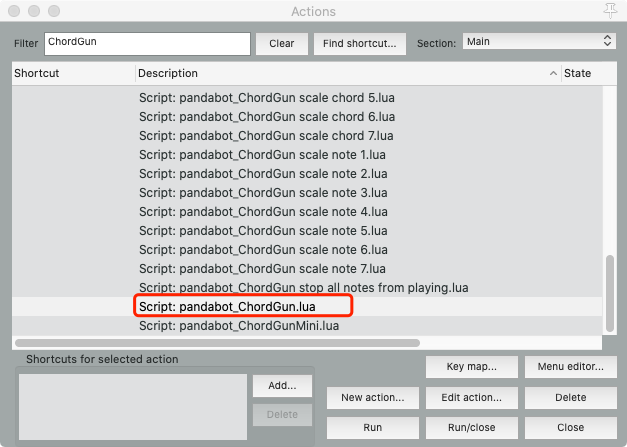 Actions
Filter ChordGun Clear Find shortcut... Section: Main
Shortcut Description State
Script: pandabot_ChordGun scale chord 5.lua
Script: pandabot_ChordGun scale chord 6.lua
Script: pandabot_ChordGun scale chord 7.lua
Script: pandabot_ChordGun scale note 1.lua
Script: pandabot_ChordGun scale note 2.lua
Script: pandabot_ChordGun scale note 3.lua
Script: pandabot_ChordGun scale note 4.lua
Script: pandabot_ChordGun scale note 5.lua
Script: pandabot_ChordGun scale note 6.lua
Script: pandabot_ChordGun scale note 7.lua
Script: pandabot_ChordGun stop all notes from playing.lua
Script: pandabot_ChordGun.lua
Script: pandabot_ChordGunMini.lua
Shortcuts for selected action
Key map... Menu editor...
Add... New action... Edit action... Delete
Delete Run Run/close Close